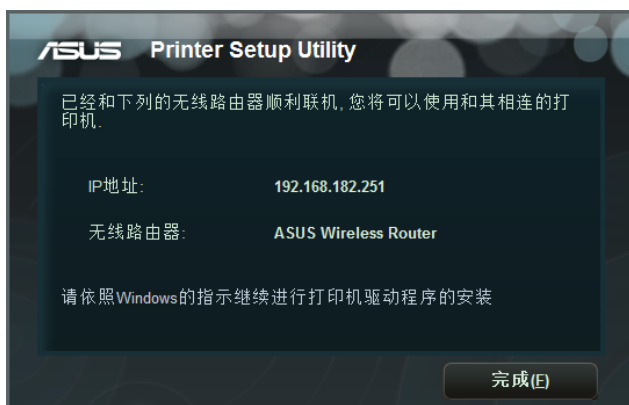 ASUS Printer Setup Utility
已经和下列的无线路由器顺利联机,您将可以使用和其相连的打
印机.
IP地址: 192.168.182.251
无线路由器: ASUS Wireless Router
请依照Windows的指示继续进行打印机驱动程序的安装
完成(F)